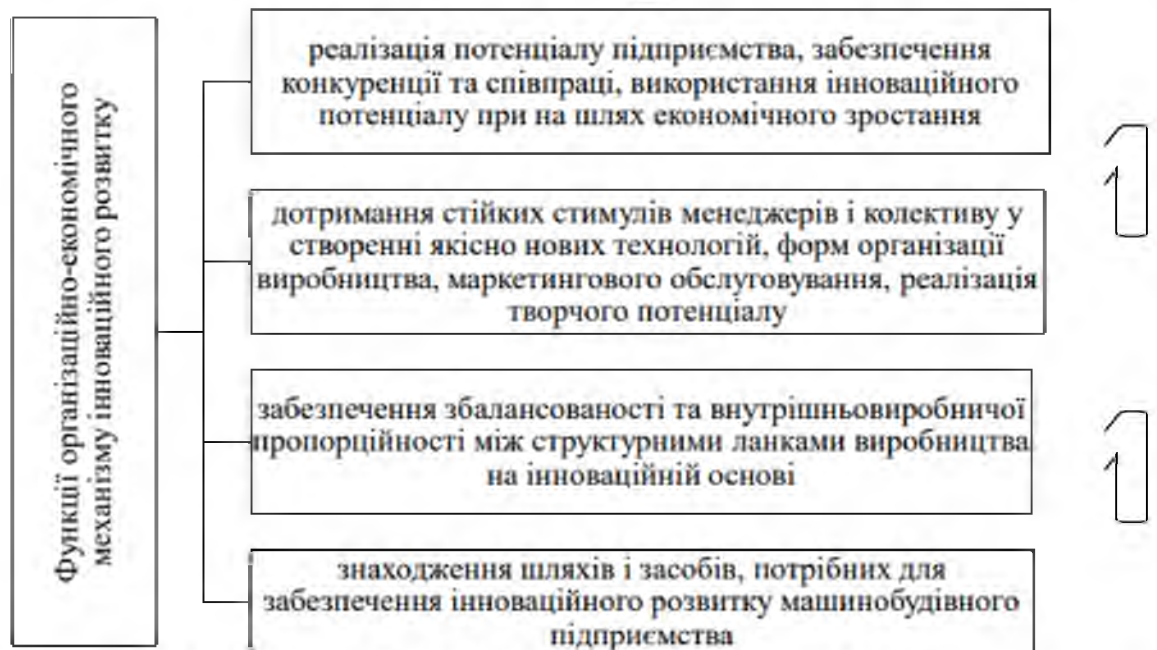 Функції організаційно-економічного
механізму інноваційного розвитку
реалізація потенціалу підприємства, забезпечення
конкуренції та співпраці, використання інноваційного
потенціалу при на шлях економічного зростання
дотримання стійких стимулів менеджерів і колективу у
створенні якісно нових технологій, форм організації
виробництва, маркетингового обслуговування, реалізація
творчого потенціалу
забезпечення збалансованості та внутрішньовиробничої
пропорційності між структурними ланками виробництва
на інноваційній основі
знаходження шляхів і засобів, потрібних для
забезпечення інноваційного розвитку машинобудівного
підприємства
1
1